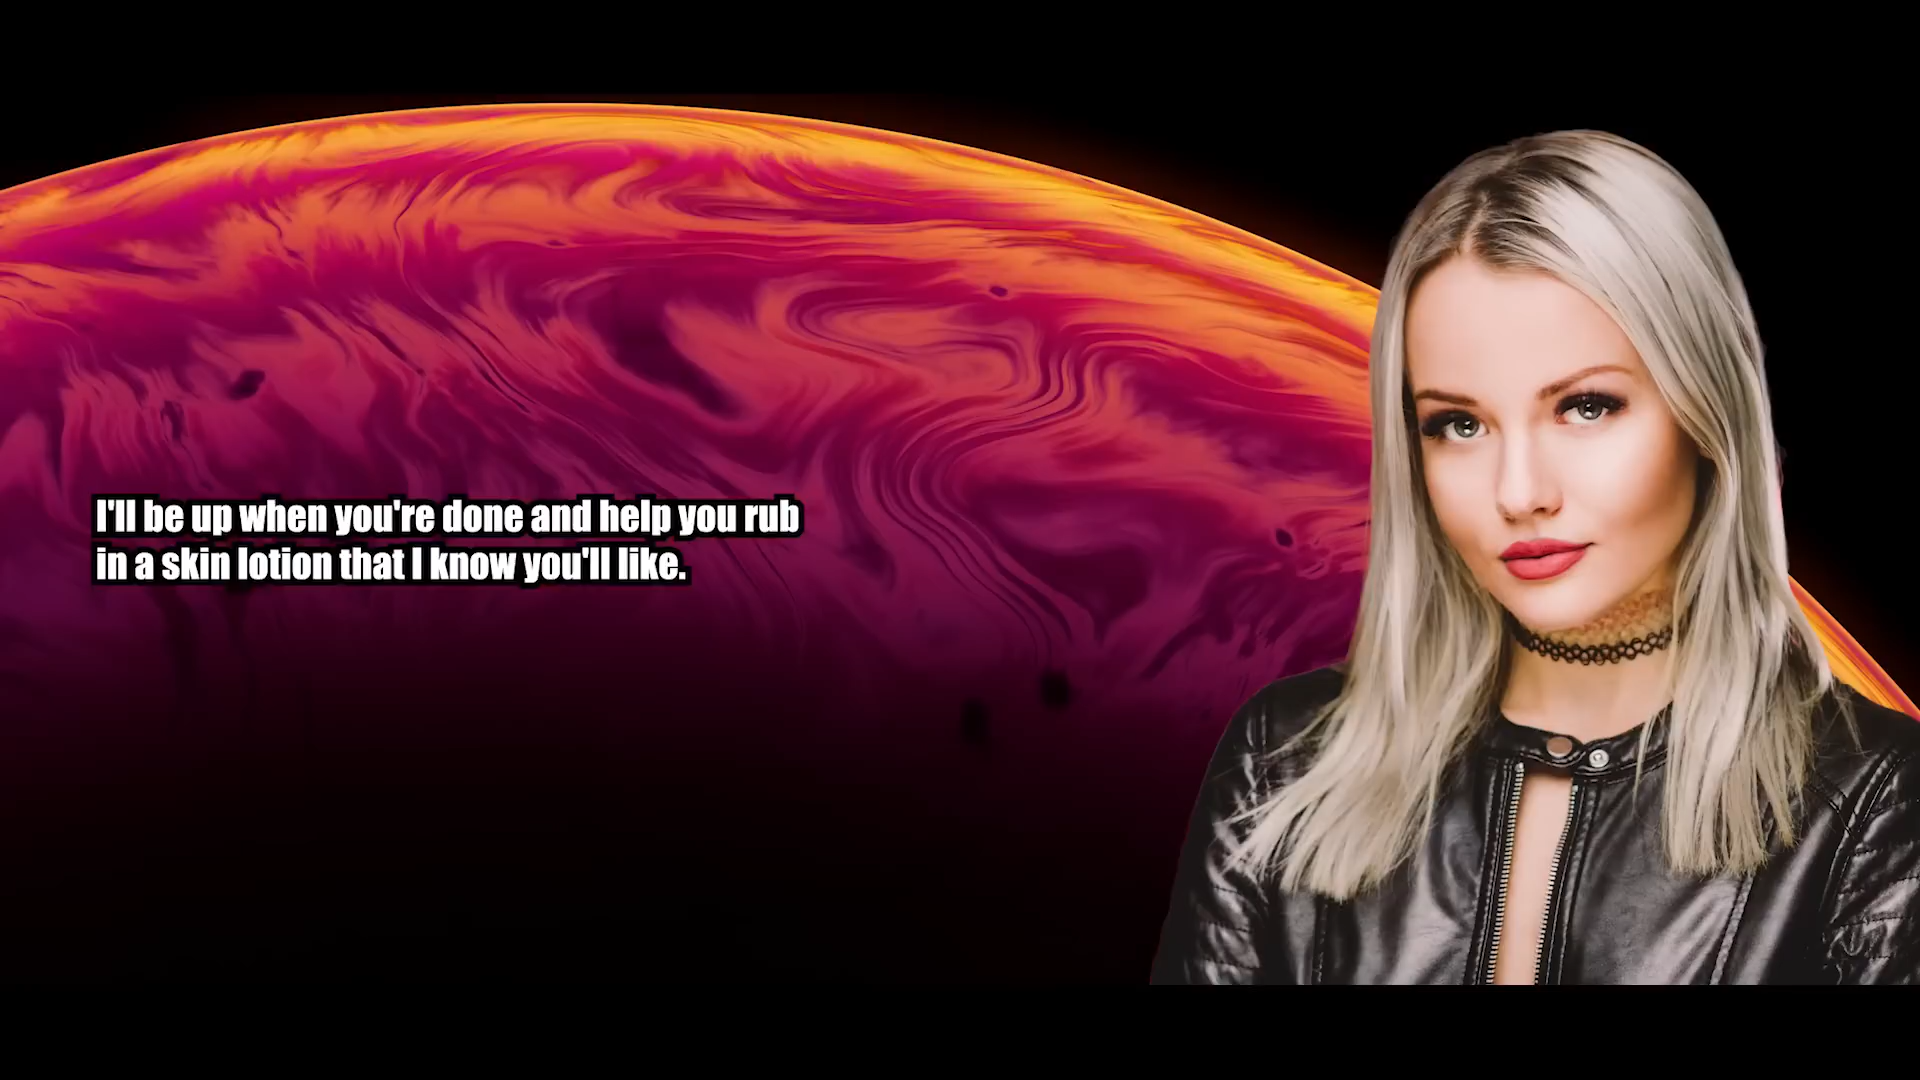 I'll be up when you're done and help you rub
in a skin lotion that I know you'll like.